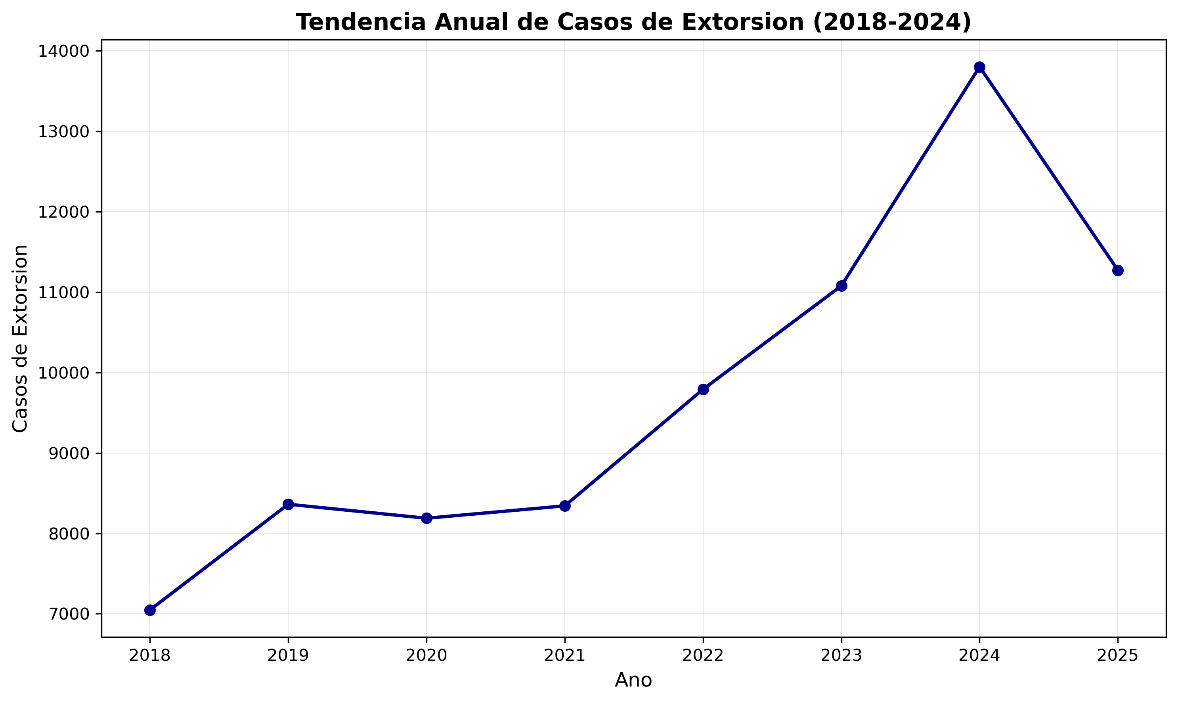 Tendencia Anual de Casos de Extorsion (2018-2024)
14000
13000
12000
11000
10000
9000
8000
7000
Casos de Extorsion
2018 2019 2020 2021 2022 2023 2024 2025
Ano